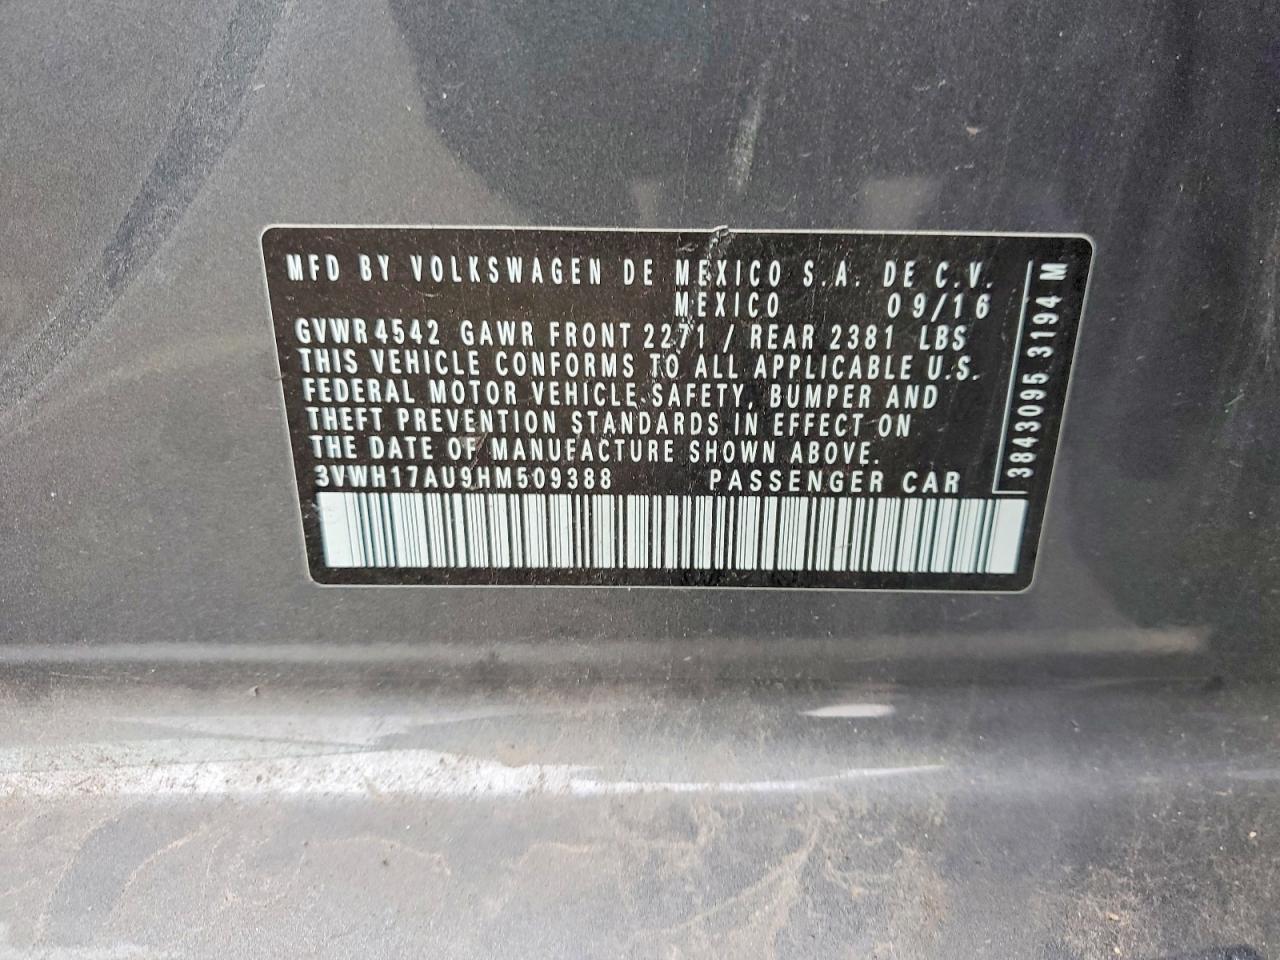 MFD BY VOLKSWAGEN DE MEXICO S.A. DE C.V.
MEXICO 09/16
GVWR 4542 GAWR FRONT 2271 / REAR 2381 LBS
THIS VEHICLE CONFORMS TO ALL APPLICABLE U.S.
FEDERAL MOTOR VEHICLE SAFETY, BUMPER AND
THEFT PREVENTION STANDARDS IN EFFECT ON
THE DATE OF MANUFACTURE SHOWN ABOVE.
3VWH17AU9HM509388 PASSENGER CAR
3843095 3194 M